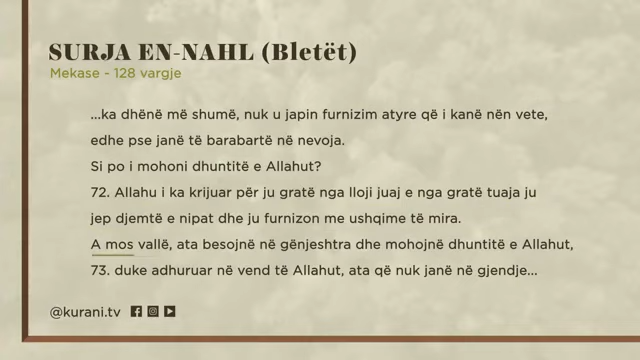 SURJA EN-NAHL (Bletët)
Mekase - 128 vargje
...ka dhënë më shumë, nuk u japin furnizim atyre që i kanë nën vete,
edhe pse janë të barabartë në nevoja.
Si po i mohoni dhuntitë e Allahut?
72. Allahu i ka krijuar për ju gratë nga lloji juaj e nga gratë tuaja ju
jep djemtë e nipat dhe ju furnizon me ushqime të mira.
A mos vallë, ata besojnë në gënjeshtra dhe mohojnë dhuntitë e Allahut,
73. duke adhuruar në vend të Allahut, ata që nuk janë në gjendje...
@kurani.tv